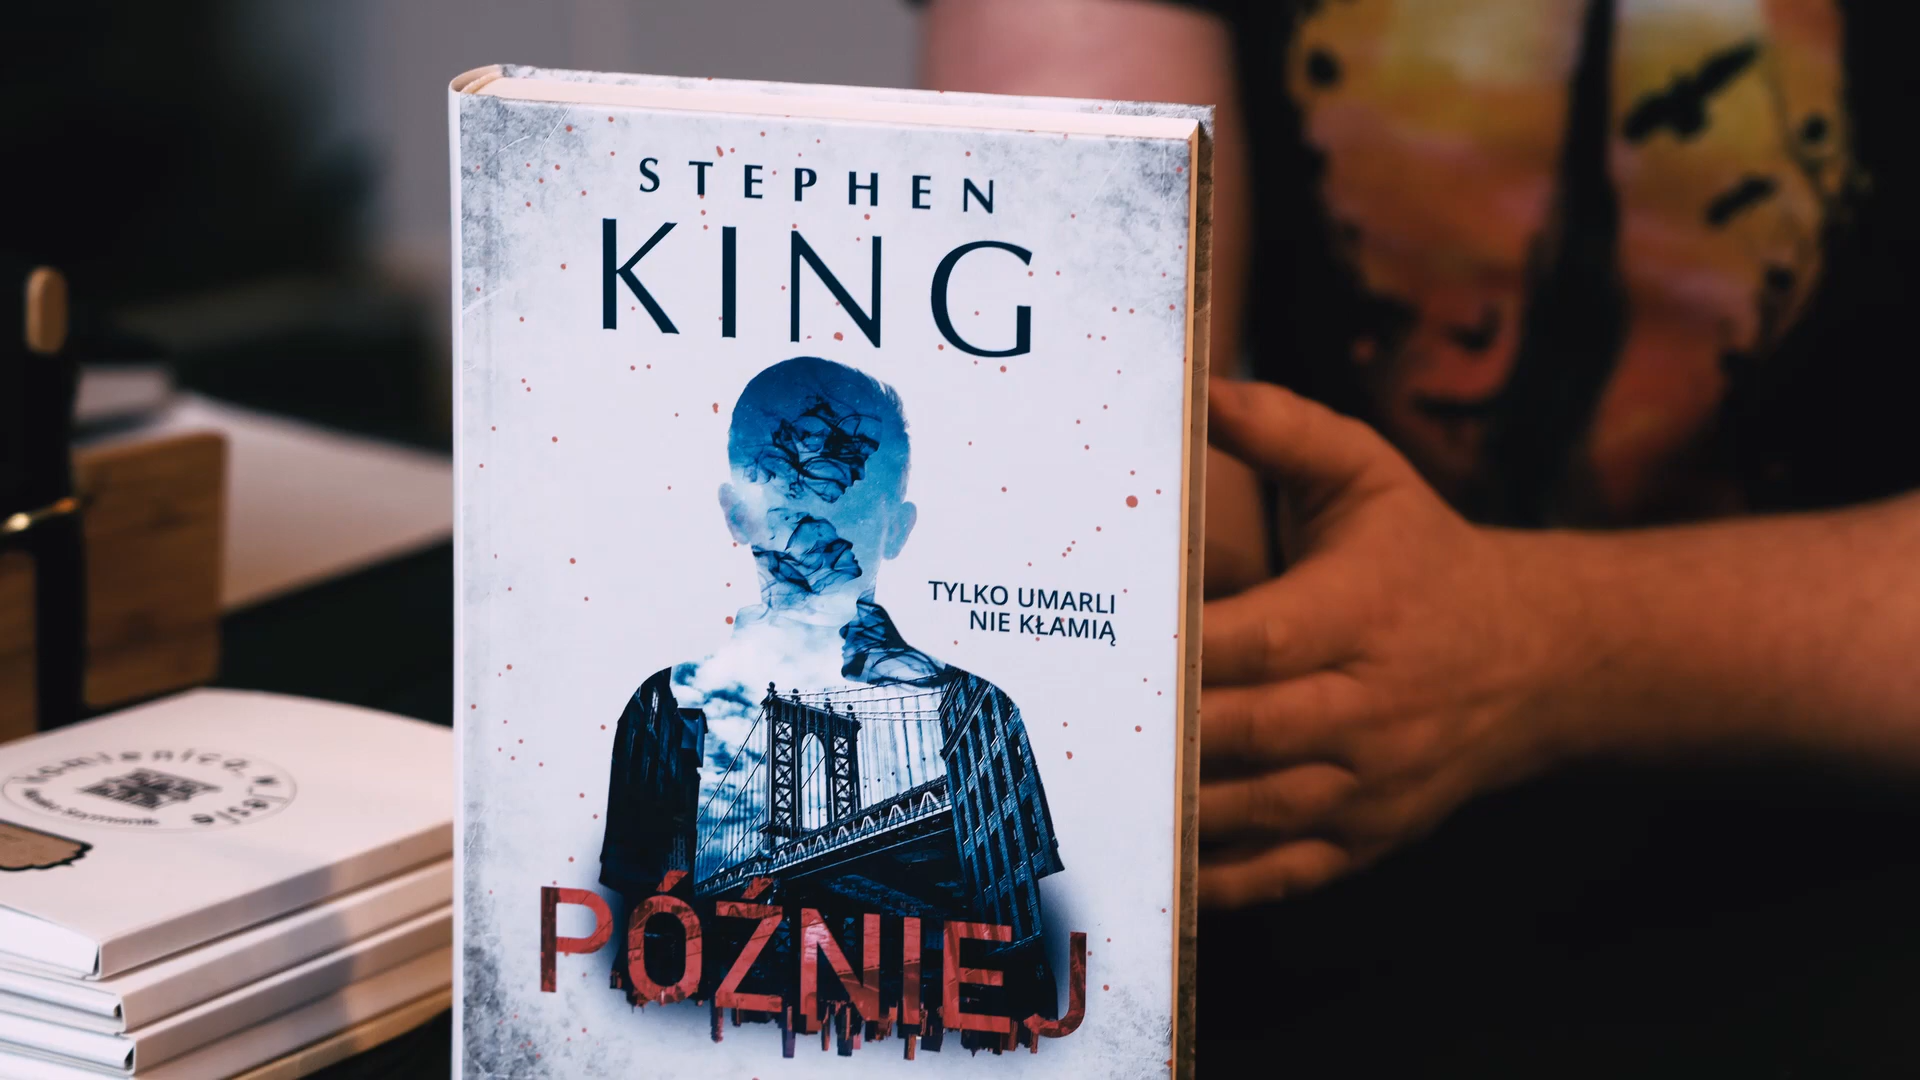 STEPHEN
KING
TYLKO UMARLI
NIE KŁAMIĄ
PÓŹNIEJ